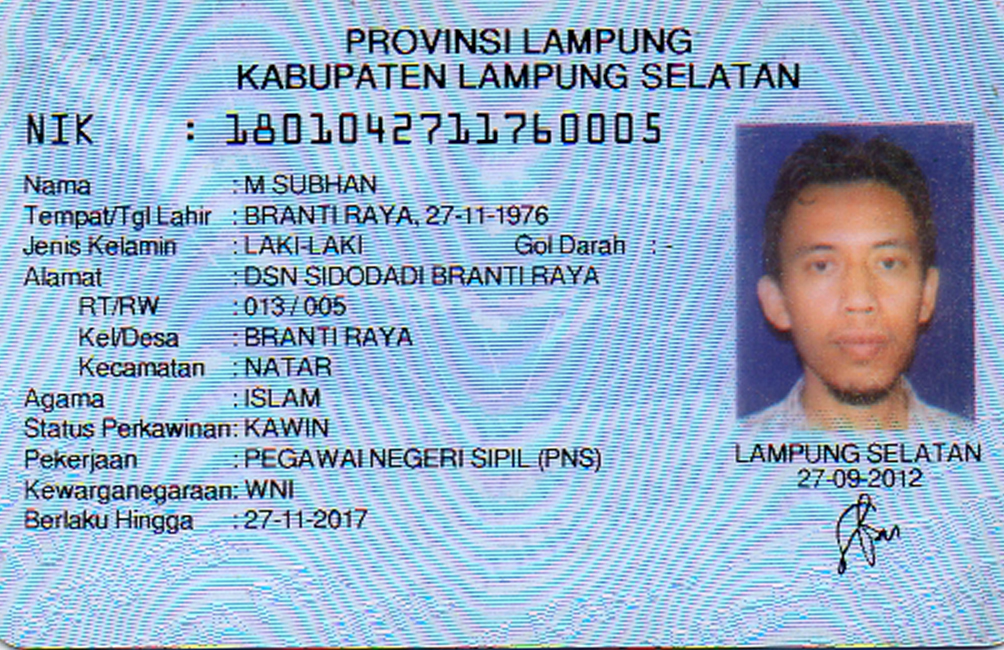 PROVINSI LAMPUNG
KABUPATEN LAMPUNG SELATAN
NIK : 1801042711760005
Nama : M SUBHAN
Tempat/Tgl Lahir : BRANTI RAYA, 27-11-1976
Jenis Kelamin : LAKI-LAKI Gol Darah : -
Alamat : DSN SIDODADI BRANTI RAYA
RT/RW : 013 / 005
Kel/Desa : BRANTI RAYA
Kecamatan : NATAR
Agama : ISLAM
Status Perkawinan: KAWIN
Pekerjaan : PEGAWAI NEGERI SIPIL (PNS)
Kewarganegaraan: WNI
Berlaku Hingga : 27-11-2017
LAMPUNG SELATAN
27-09-2012